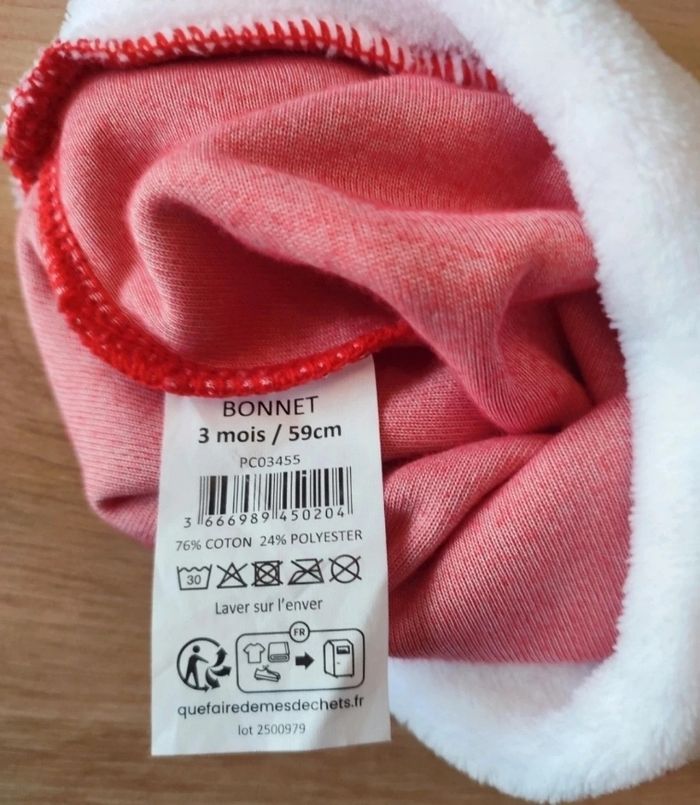 BONNET
3 mois / 59cm
PC03455
3 666989 450204
76% COTON 24% POLYESTER
30
Laver sur l'enver
FR
quefairedemesdechets.fr
lot 2500979